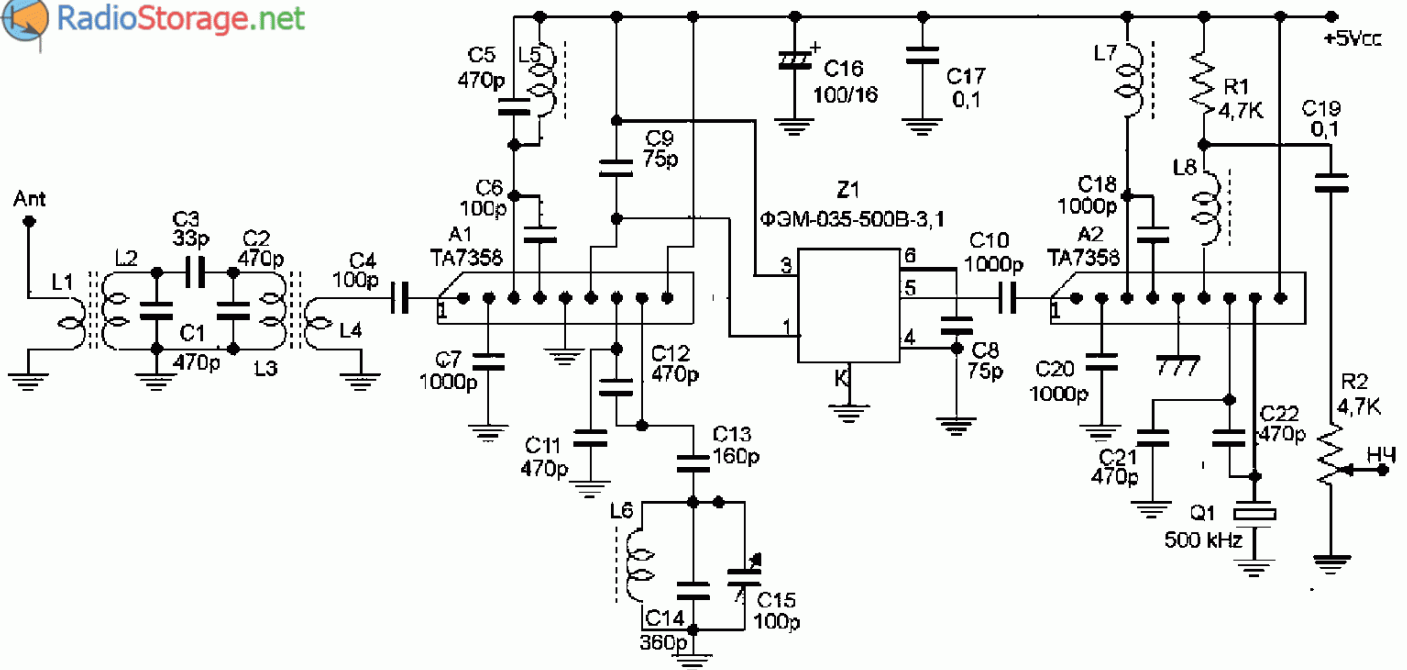 RadioStorage.net
+5Vcc
C5
470p
L5
C16
100/16
+
C17
0,1
L7
R1
4,7K
C19
0,1
C9
75p
C6
100p
Z1
ФЭМ-035-500В-3,1
C18
1000p
L8
Ant
C3
33p
C2
470p
C4
100p
A1
TA7358
C10
1000p
A2
TA7358
L1
L2
L3
L4
C1
470p
1
3
1
6
5
4
K
1
C7
1000p
C12
470p
C8
75p
C20
1000p
R2
4,7K
C11
470p
C13
160p
C21
470p
C22
470p
НЧ
L6
Q1
500 kHz
C14
360p
C15
100p